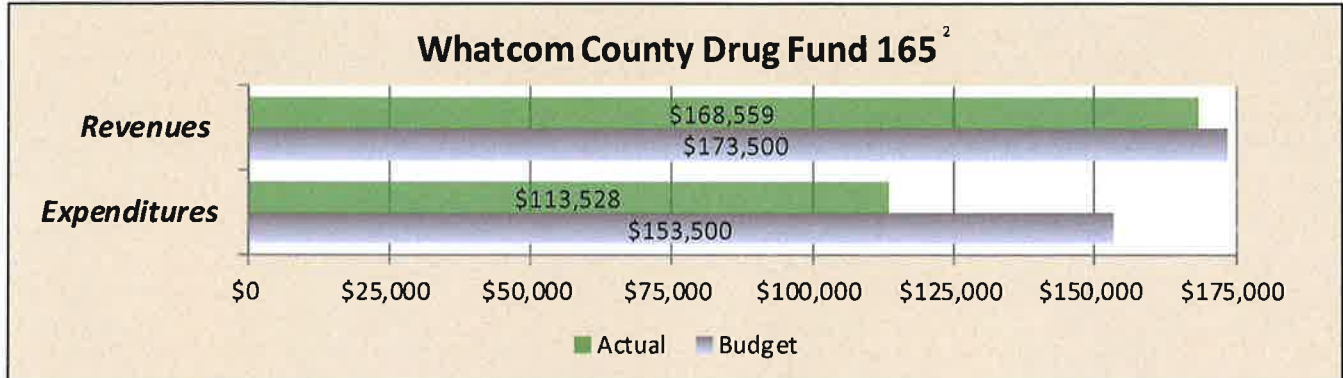 Whatcom County Drug Fund 165 ²
Revenues
$168,559
$173,500
Expenditures
$113,528
$153,500
$0 $25,000 $50,000 $75,000 $100,000 $125,000 $150,000 $175,000
Actual Budget